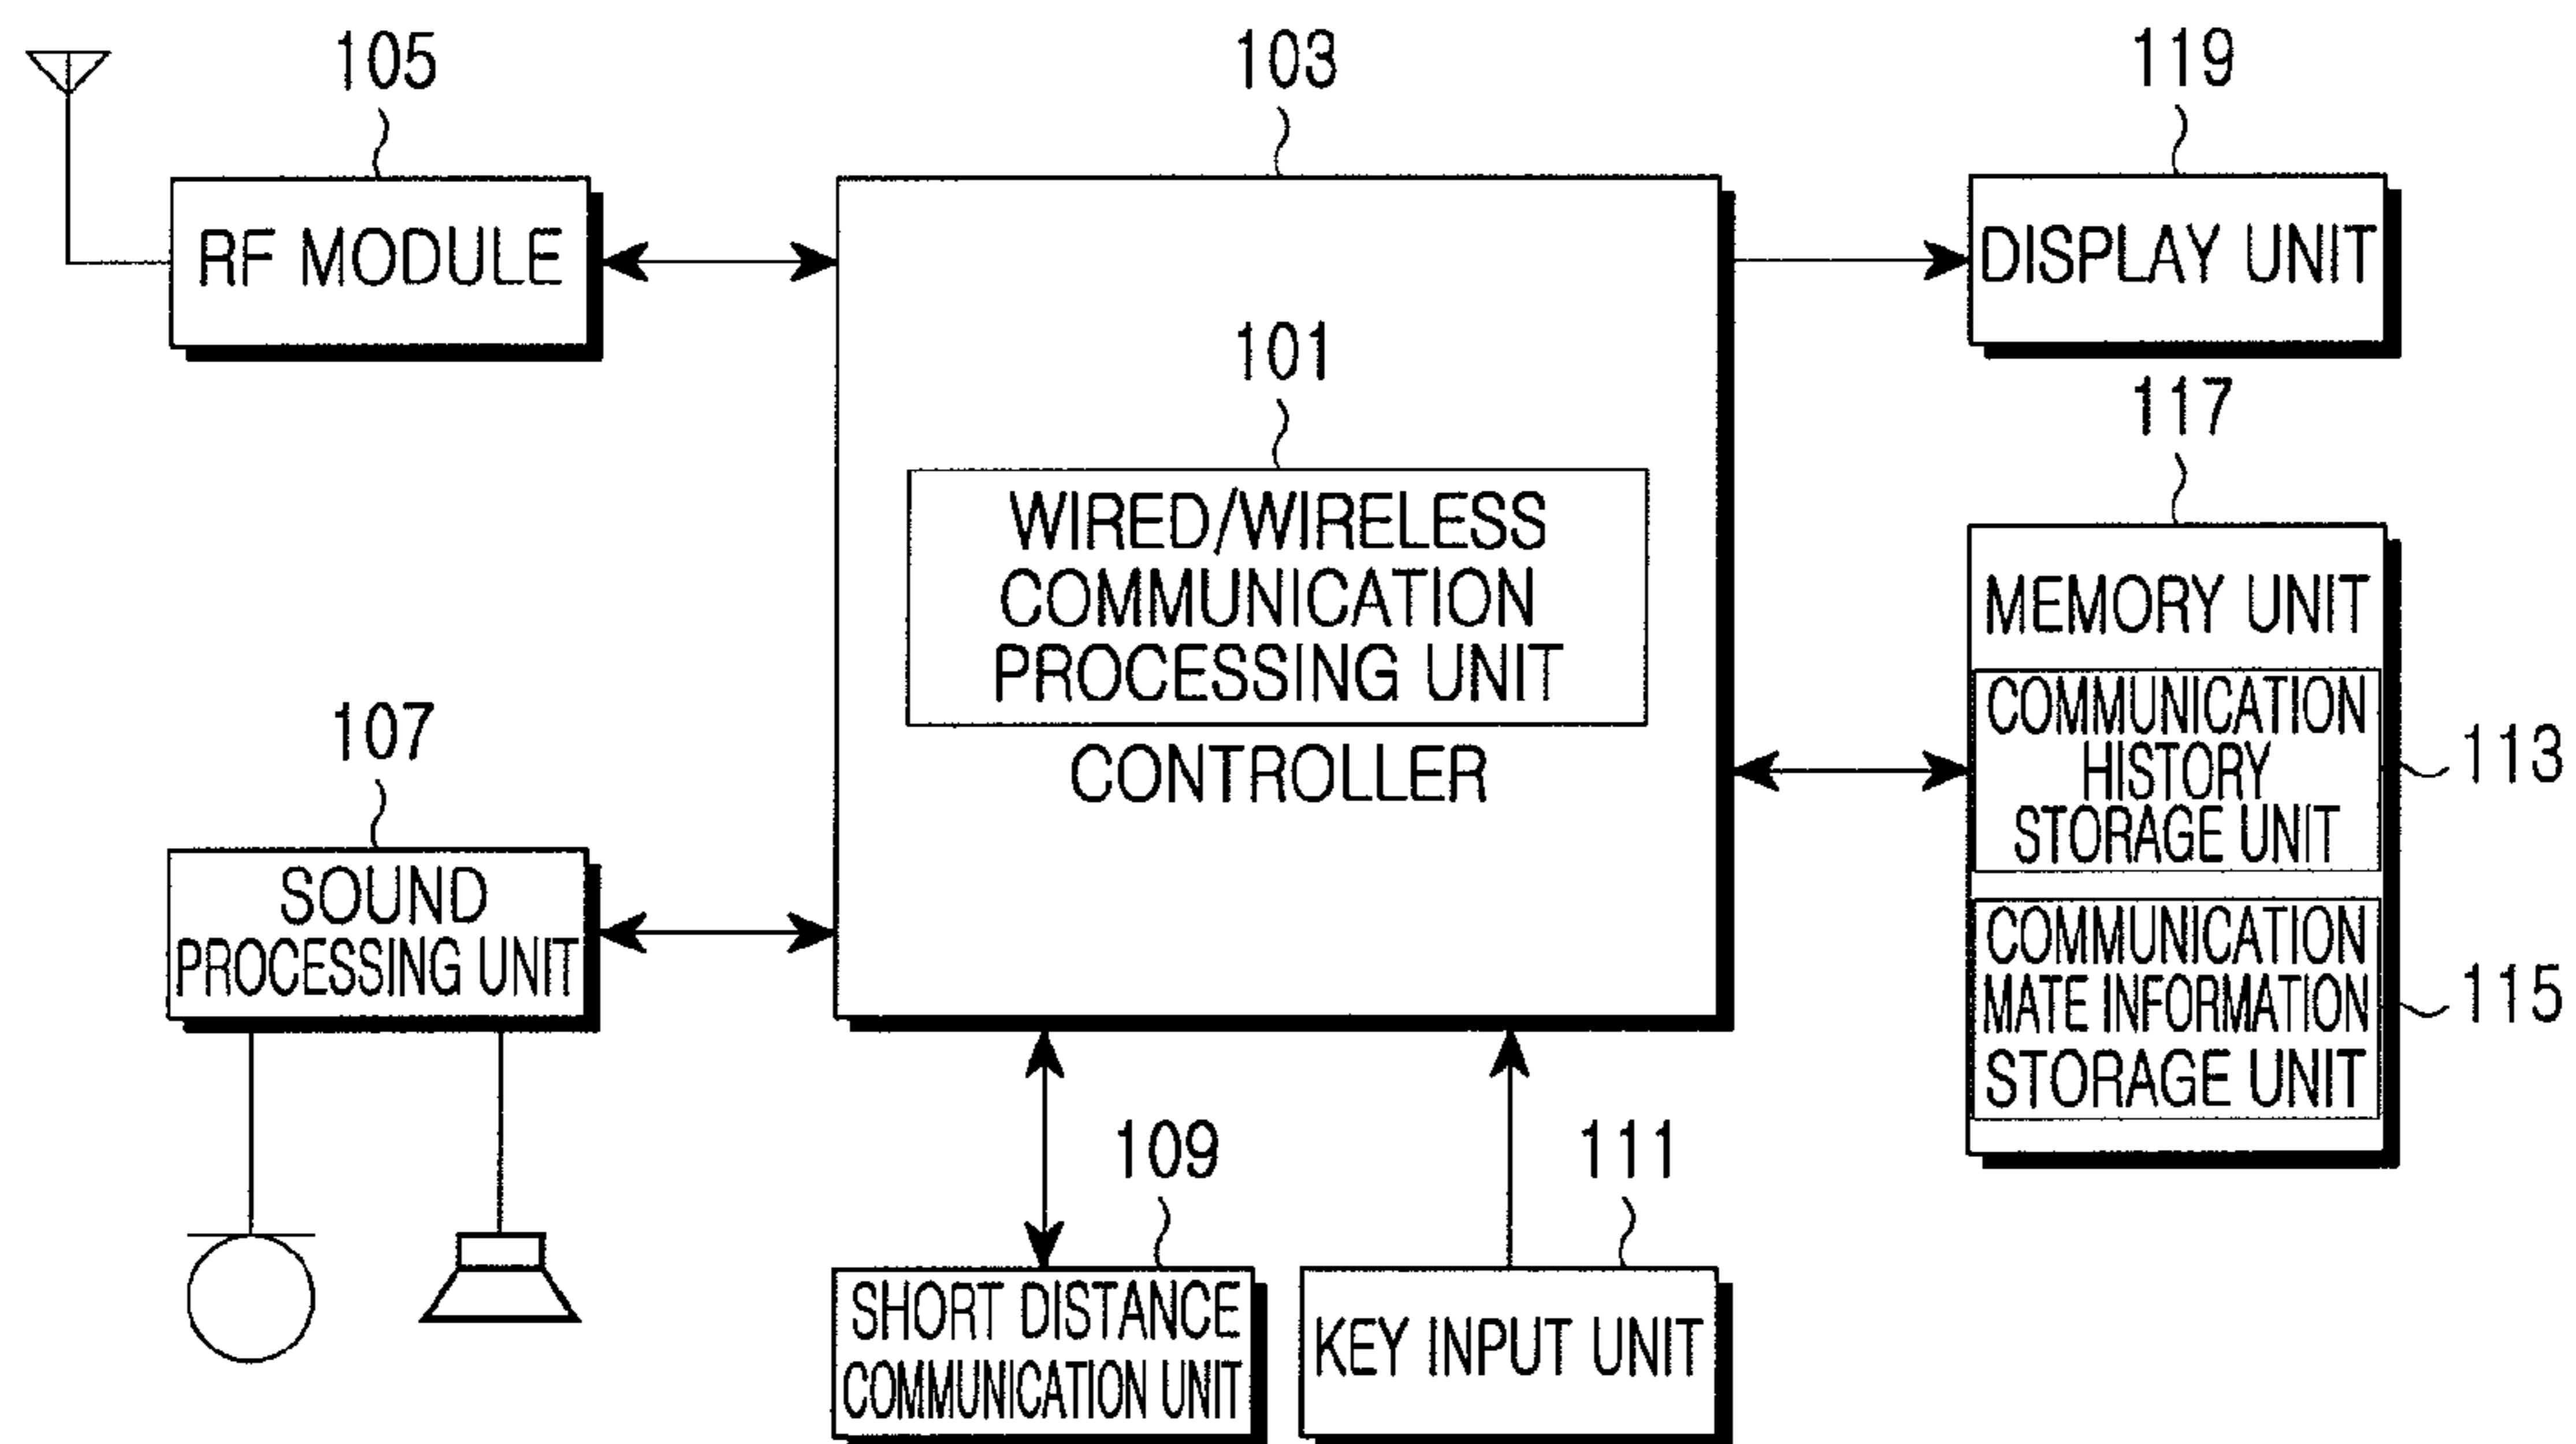 105
103
119
RF MODULE
DISPLAY UNIT
101
117
WIRED/WIRELESS
COMMUNICATION
PROCESSING UNIT
CONTROLLER
MEMORY UNIT
COMMUNICATION
HISTORY
STORAGE UNIT
113
COMMUNICATION
MATE INFORMATION
STORAGE UNIT
115
107
SOUND
PROCESSING UNIT
109
111
SHORT DISTANCE
COMMUNICATION UNIT
KEY INPUT UNIT